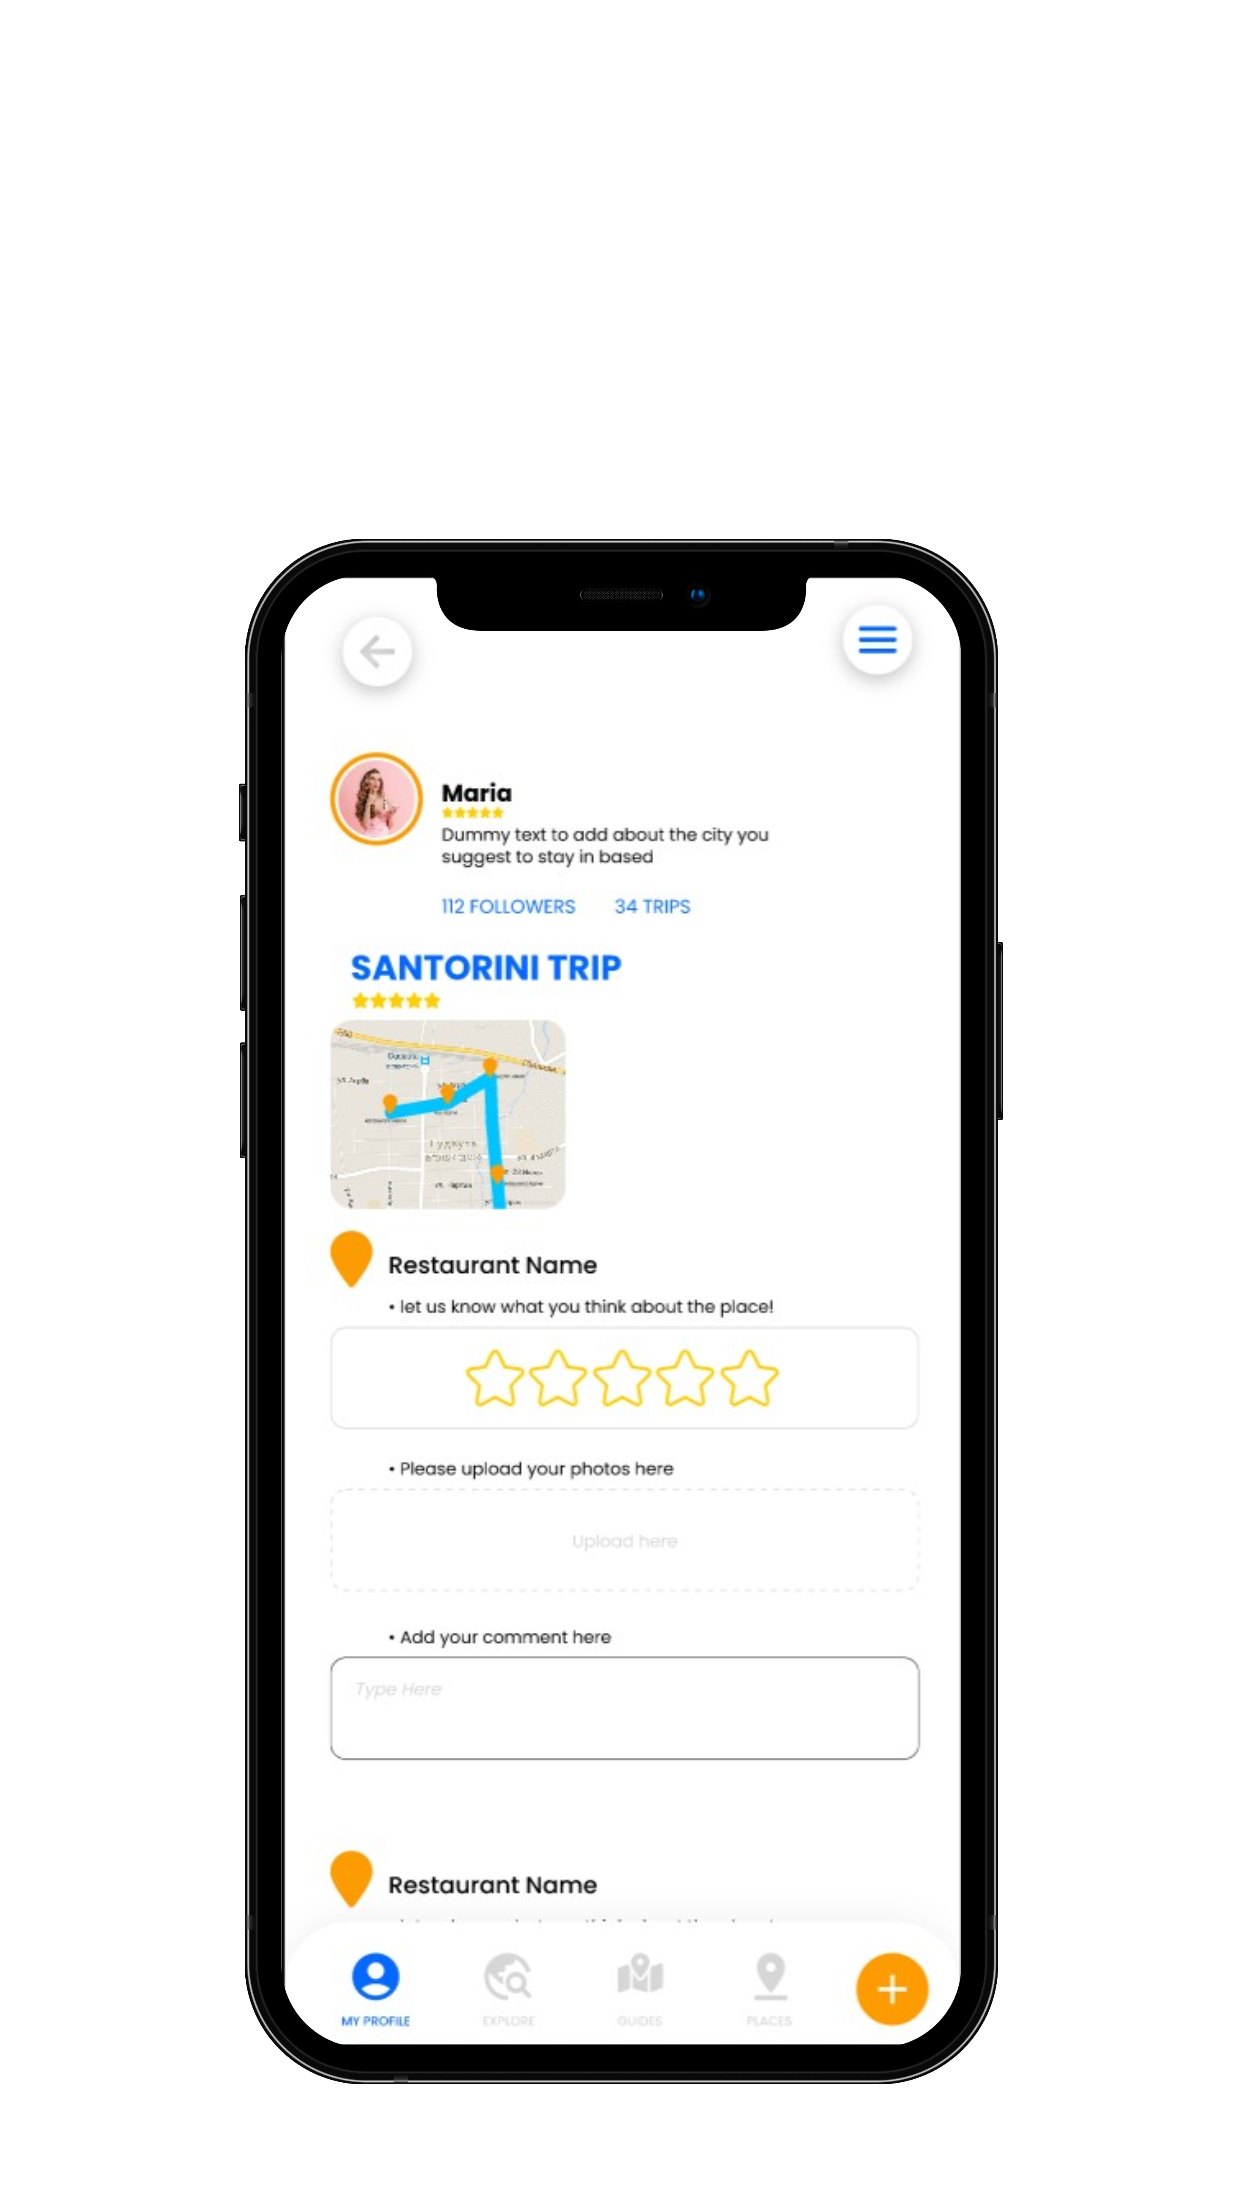 Maria
Dummy text to add about the city you
suggest to stay in based
112 FOLLOWERS 34 TRIPS
SANTORINI TRIP
Гудаута
Restaurant Name
• let us know what you think about the place!
• Please upload your photos here
Upload here
• Add your comment here
Type Here
Restaurant Name
MY PROFILE EXPLORE GUIDES PLACES